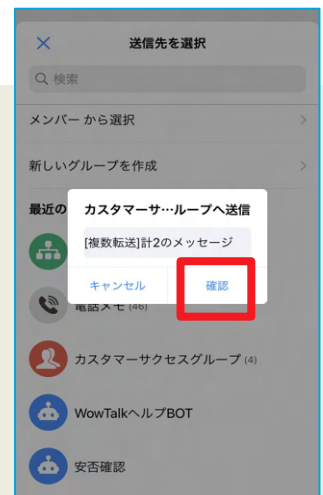 送信先を選択
検索
メンバー から選択
新しいグループを作成
最近の
カスタマーサ…ループへ送信
[複数転送]計2のメッセージ
キャンセル 確認
電話メモ (46)
カスタマーサクセスグループ (4)
WowTalkヘルプBOT
安否確認